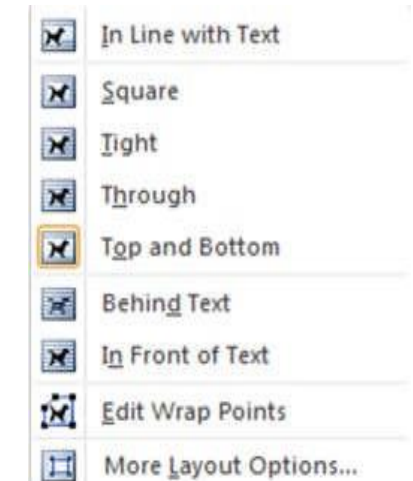 In Line with Text
Square
Tight
Through
Top and Bottom
Behind Text
In Front of Text
Edit Wrap Points
More Layout Options...